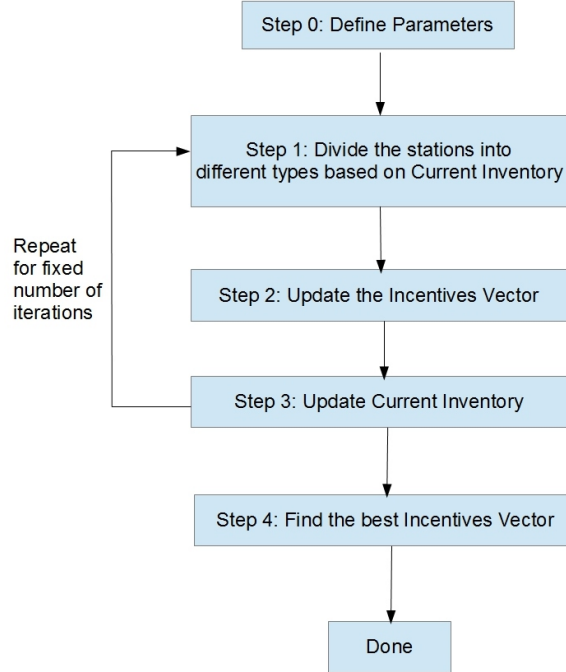 Step 0: Define Parameters
Step 1: Divide the stations into
different types based on Current Inventory
Repeat
for fixed
number of
iterations
Step 2: Update the Incentives Vector
Step 3: Update Current Inventory
Step 4: Find the best Incentives Vector
Done